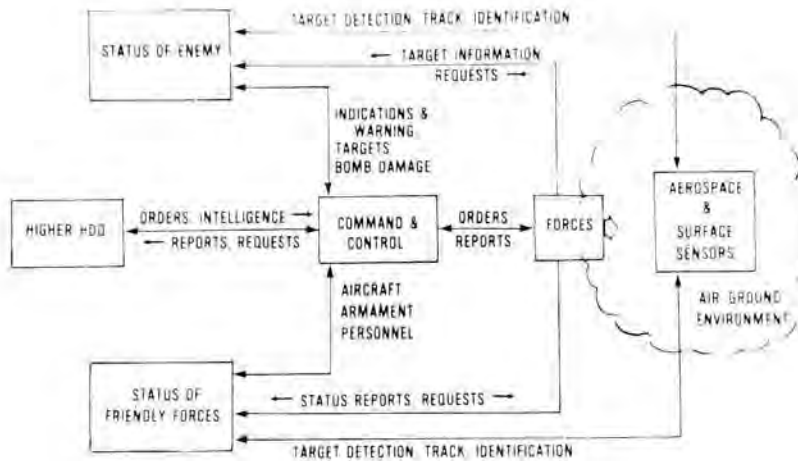 TARGET DETECTION, TRACK, IDENTIFICATION
STATUS OF ENEMY
← TARGET INFORMATION
REQUESTS →
INDICATIONS &
WARNING
TARGETS
BOMB DAMAGE
HIGHER HDQ
ORDERS, INTELLIGENCE →
← REPORTS, REQUESTS
COMMAND &
CONTROL
ORDERS
REPORTS
FORCES
AEROSPACE
&
SURFACE
SENSORS
AIR GROUND
ENVIRONMENT
AIRCRAFT
ARMAMENT
PERSONNEL
STATUS OF
FRIENDLY FORCES
← STATUS REPORTS, REQUESTS →
TARGET DETECTION, TRACK, IDENTIFICATION